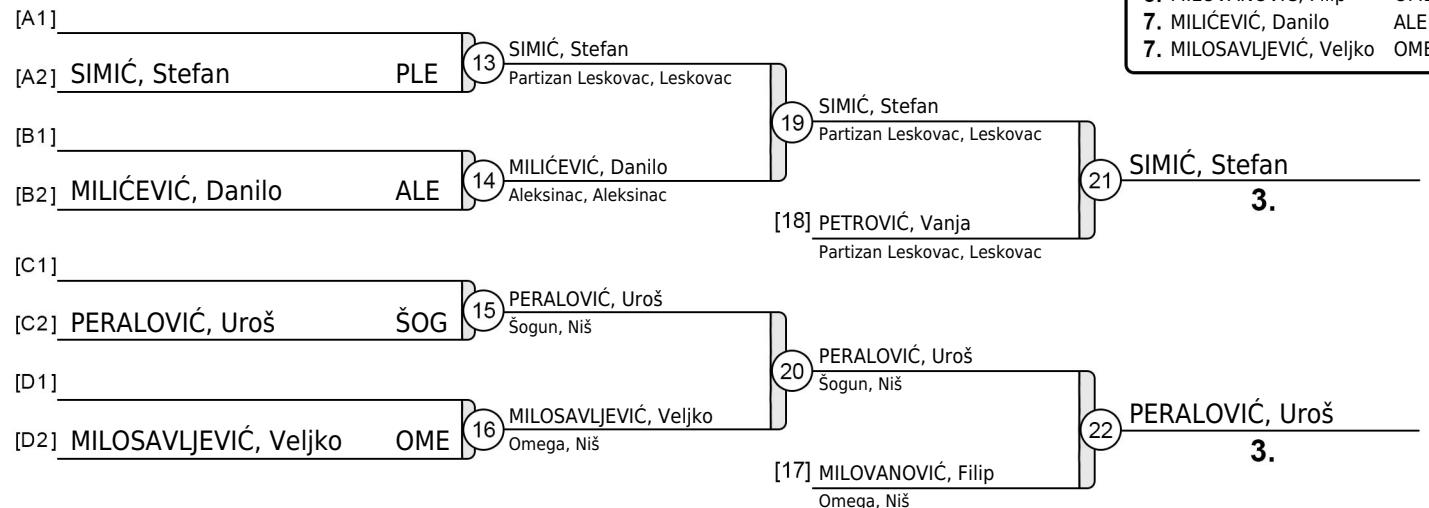 [A1]
[A2] SIMIĆ, Stefan PLE
13
SIMIĆ, Stefan
Partizan Leskovac, Leskovac
[B1]
[B2] MILIĆEVIĆ, Danilo ALE
14
MILIĆEVIĆ, Danilo
Aleksinac, Aleksinac
19
SIMIĆ, Stefan
Partizan Leskovac, Leskovac
[18] PETROVIĆ, Vanja
Partizan Leskovac, Leskovac
21
SIMIĆ, Stefan
3.
[C1]
[C2] PERALOVIĆ, Uroš ŠOG
15
PERALOVIĆ, Uroš
Šogun, Niš
[D1]
[D2] MILOSAVLJEVIĆ, Veljko OME
16
MILOSAVLJEVIĆ, Veljko
Omega, Niš
20
PERALOVIĆ, Uroš
Šogun, Niš
[17] MILOVANOVIĆ, Filip
Omega, Niš
22
PERALOVIĆ, Uroš
3.
7. MILIĆEVIĆ, Danilo ALE
7. MILOSAVLJEVIĆ, Veljko OME